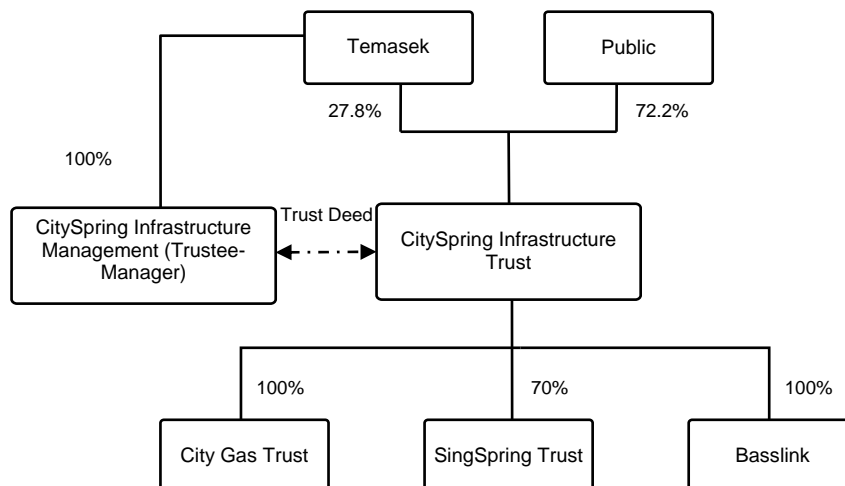 Temasek
Public
27.8%
72.2%
100%
CitySpring Infrastructure
Management (Trustee-
Manager)
Trust Deed
CitySpring Infrastructure
Trust
100%
70%
100%
City Gas Trust
SingSpring Trust
Basslink